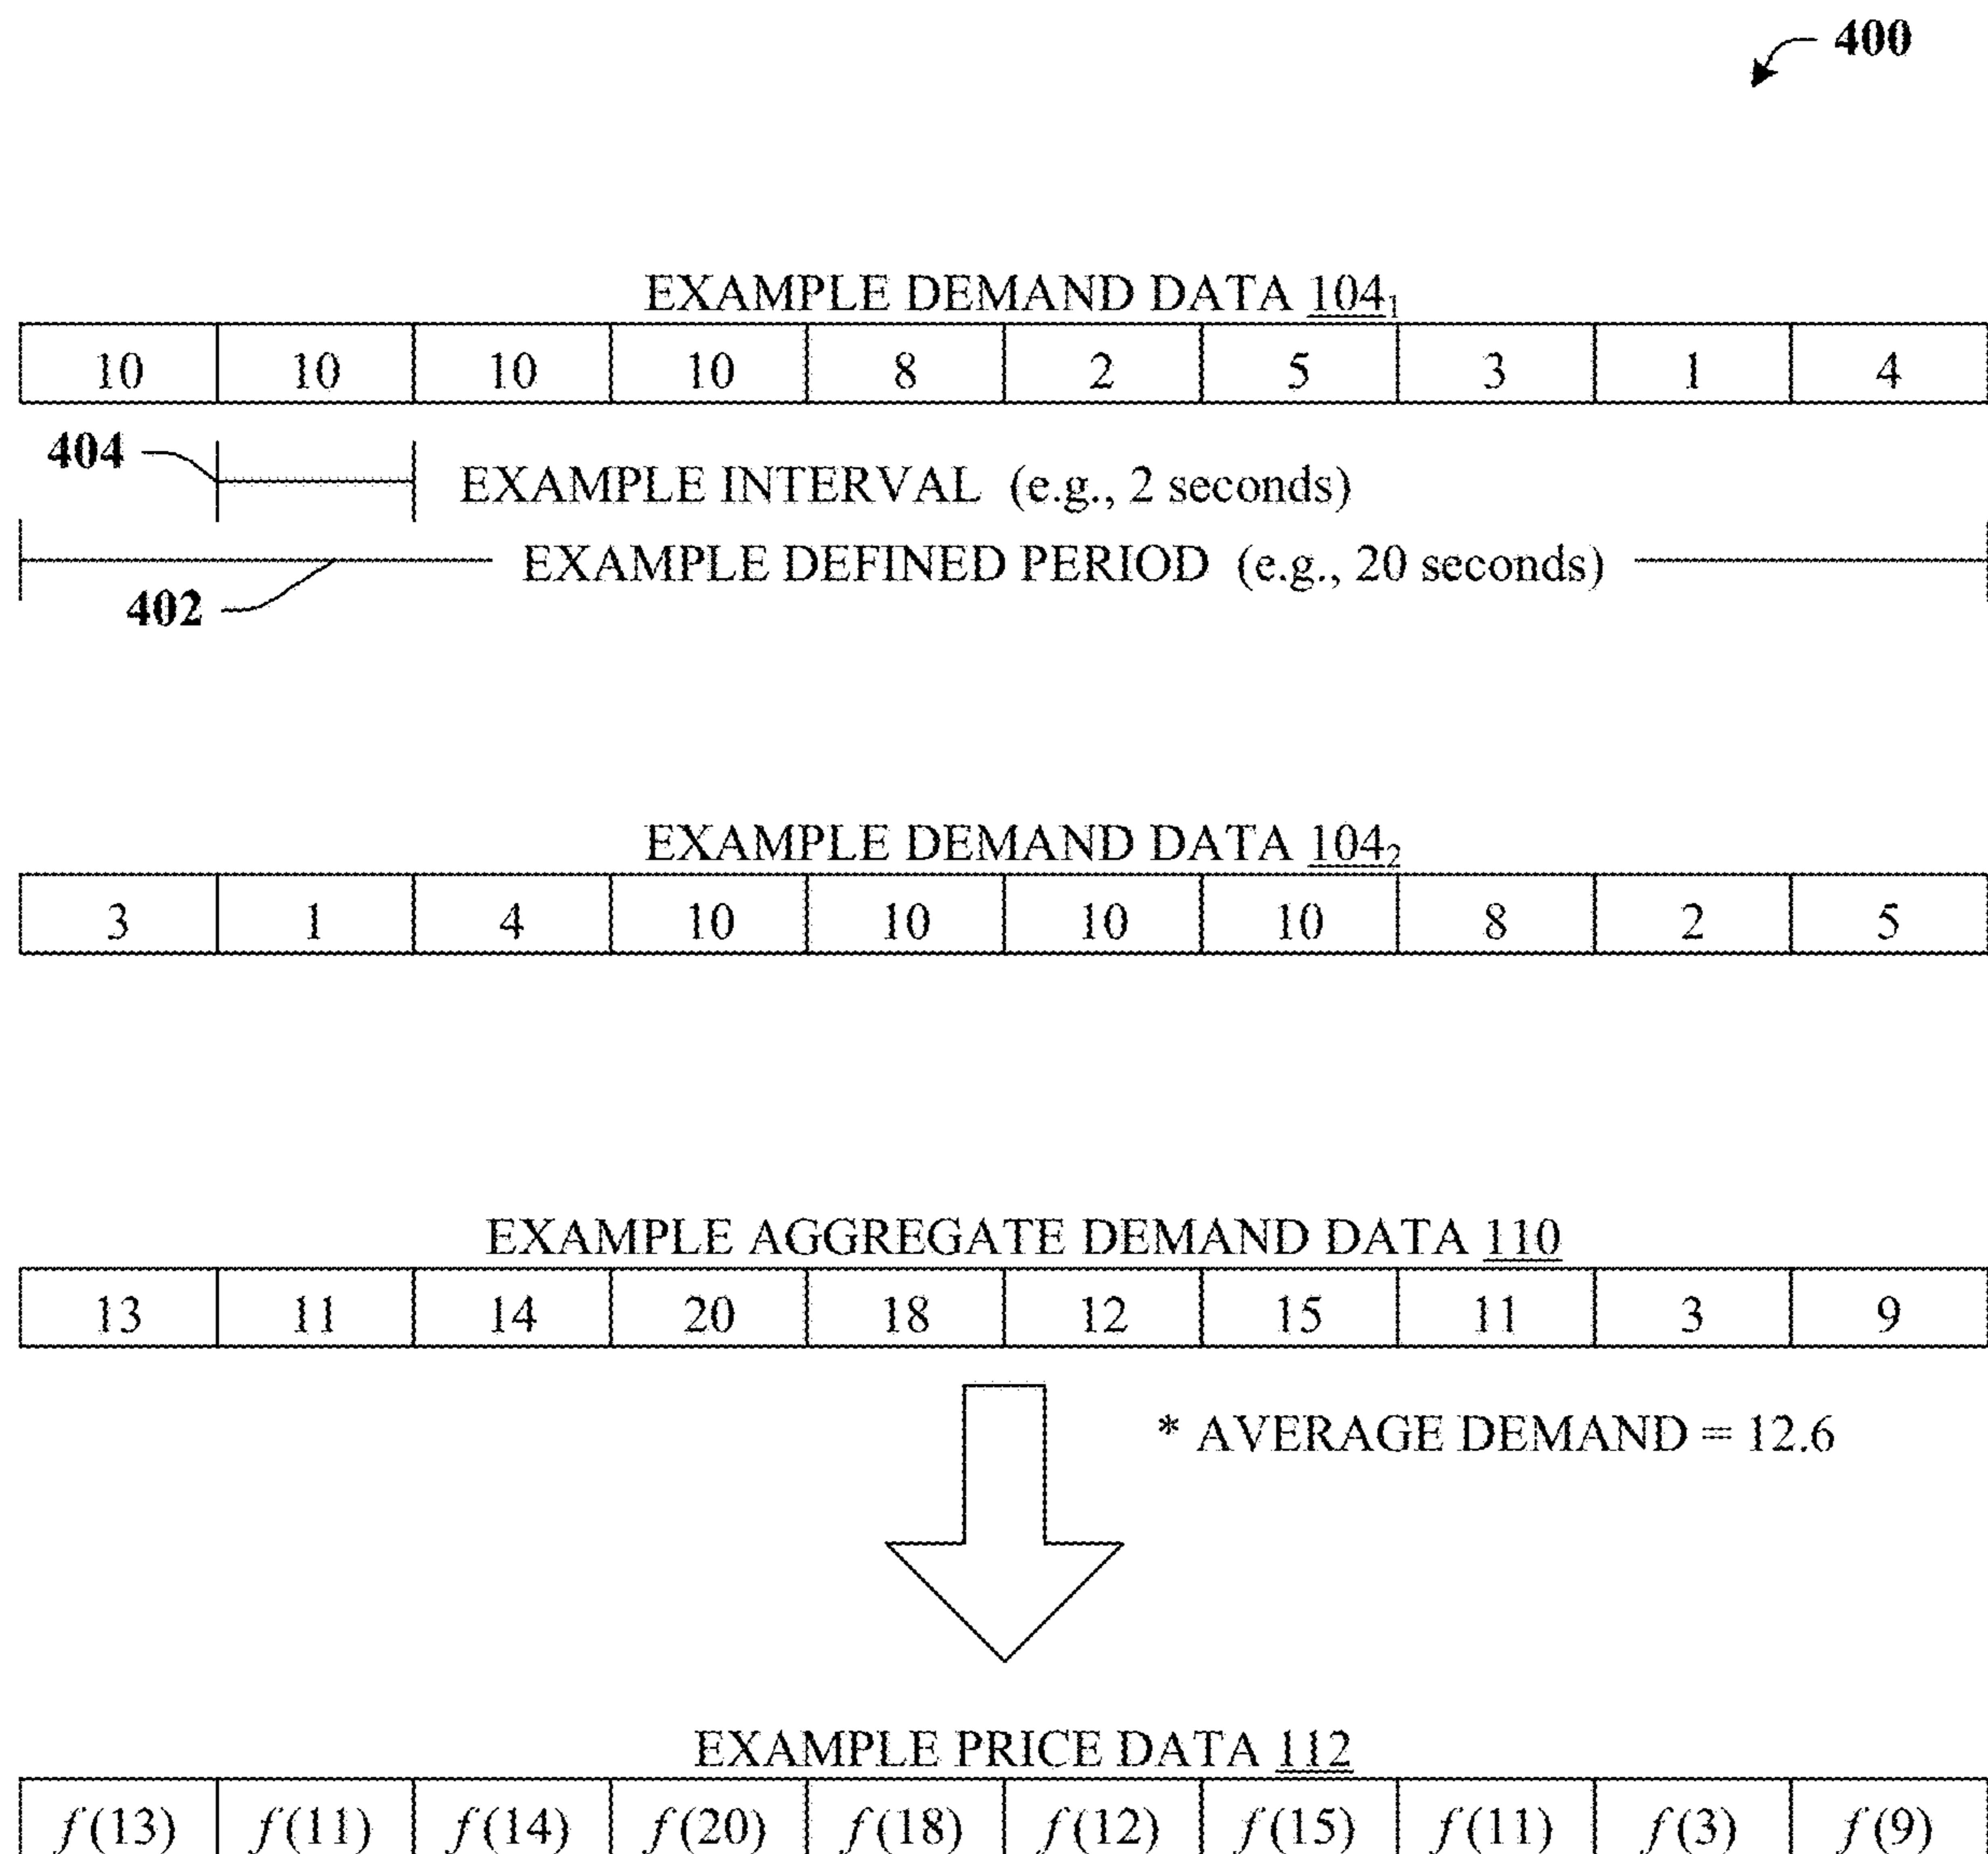 400
EXAMPLE DEMAND DATA 104₁
10 10 10 10 8 2 5 3 1 4
404
EXAMPLE INTERVAL (e.g., 2 seconds)
EXAMPLE DEFINED PERIOD (e.g., 20 seconds)
402
EXAMPLE DEMAND DATA 104₂
3 1 4 10 10 10 10 8 2 5
EXAMPLE AGGREGATE DEMAND DATA 110
13 11 14 20 18 12 15 11 3 9
* AVERAGE DEMAND = 12.6
EXAMPLE PRICE DATA 112
f(13) f(11) f(14) f(20) f(18) f(12) f(15) f(11) f(3) f(9)